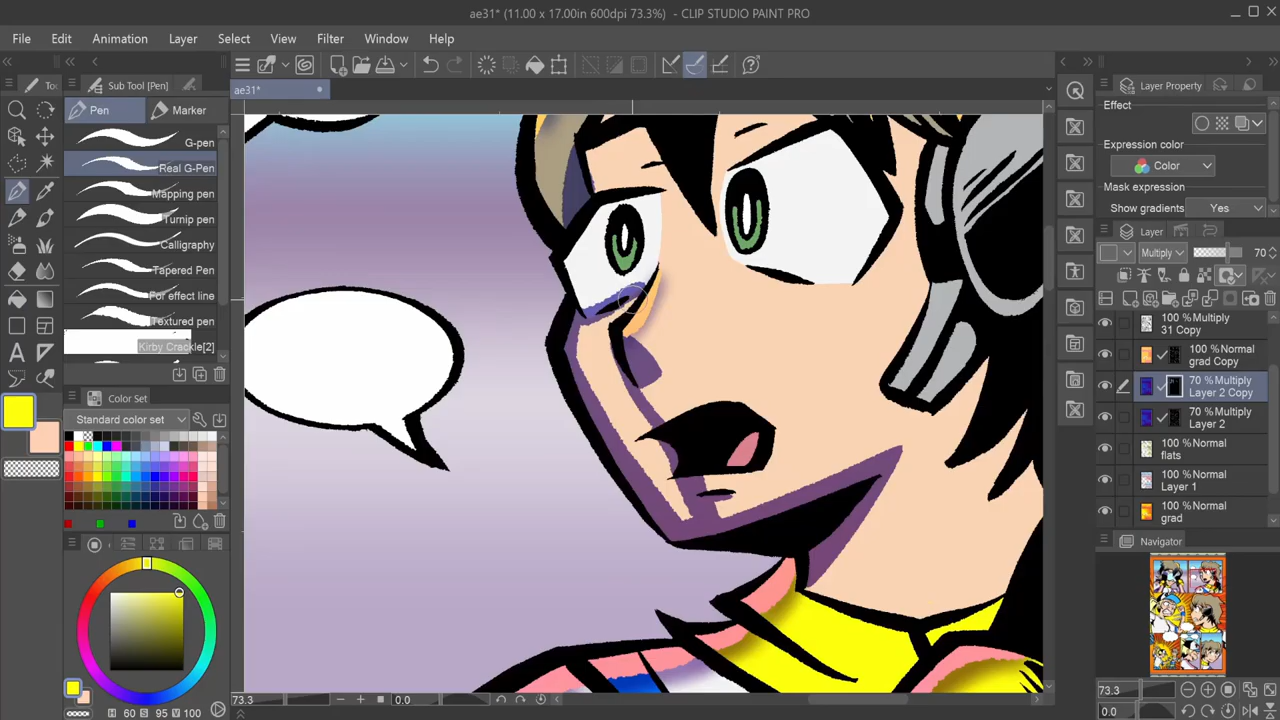 ae31* (11.00 x 17.00in 600dpi 73.3%) - CLIP STUDIO PAINT PRO
File Edit Animation Layer Select View Filter Window Help
Sub Tool [Pen]
ae31*
Pen Marker
G-pen
Real G-Pen
Mapping pen
Turnip pen
Calligraphy
Tapered Pen
For effect line
Textured pen
Kirby Crackle[2]
Color Set
Standard color set
H 60 S 95 V 100
73.3 0.0
Layer Property
Effect
Expression color
Color
Mask expression
Show gradients Yes
Layer
Multiply 70
100 % Multiply
31 Copy
100 % Normal
grad Copy
70 % Multiply
Layer 2 Copy
70 % Multiply
Layer 2
100 % Normal
flats
100 % Normal
Layer 1
100 % Normal
grad
Navigator
73.3
0.0